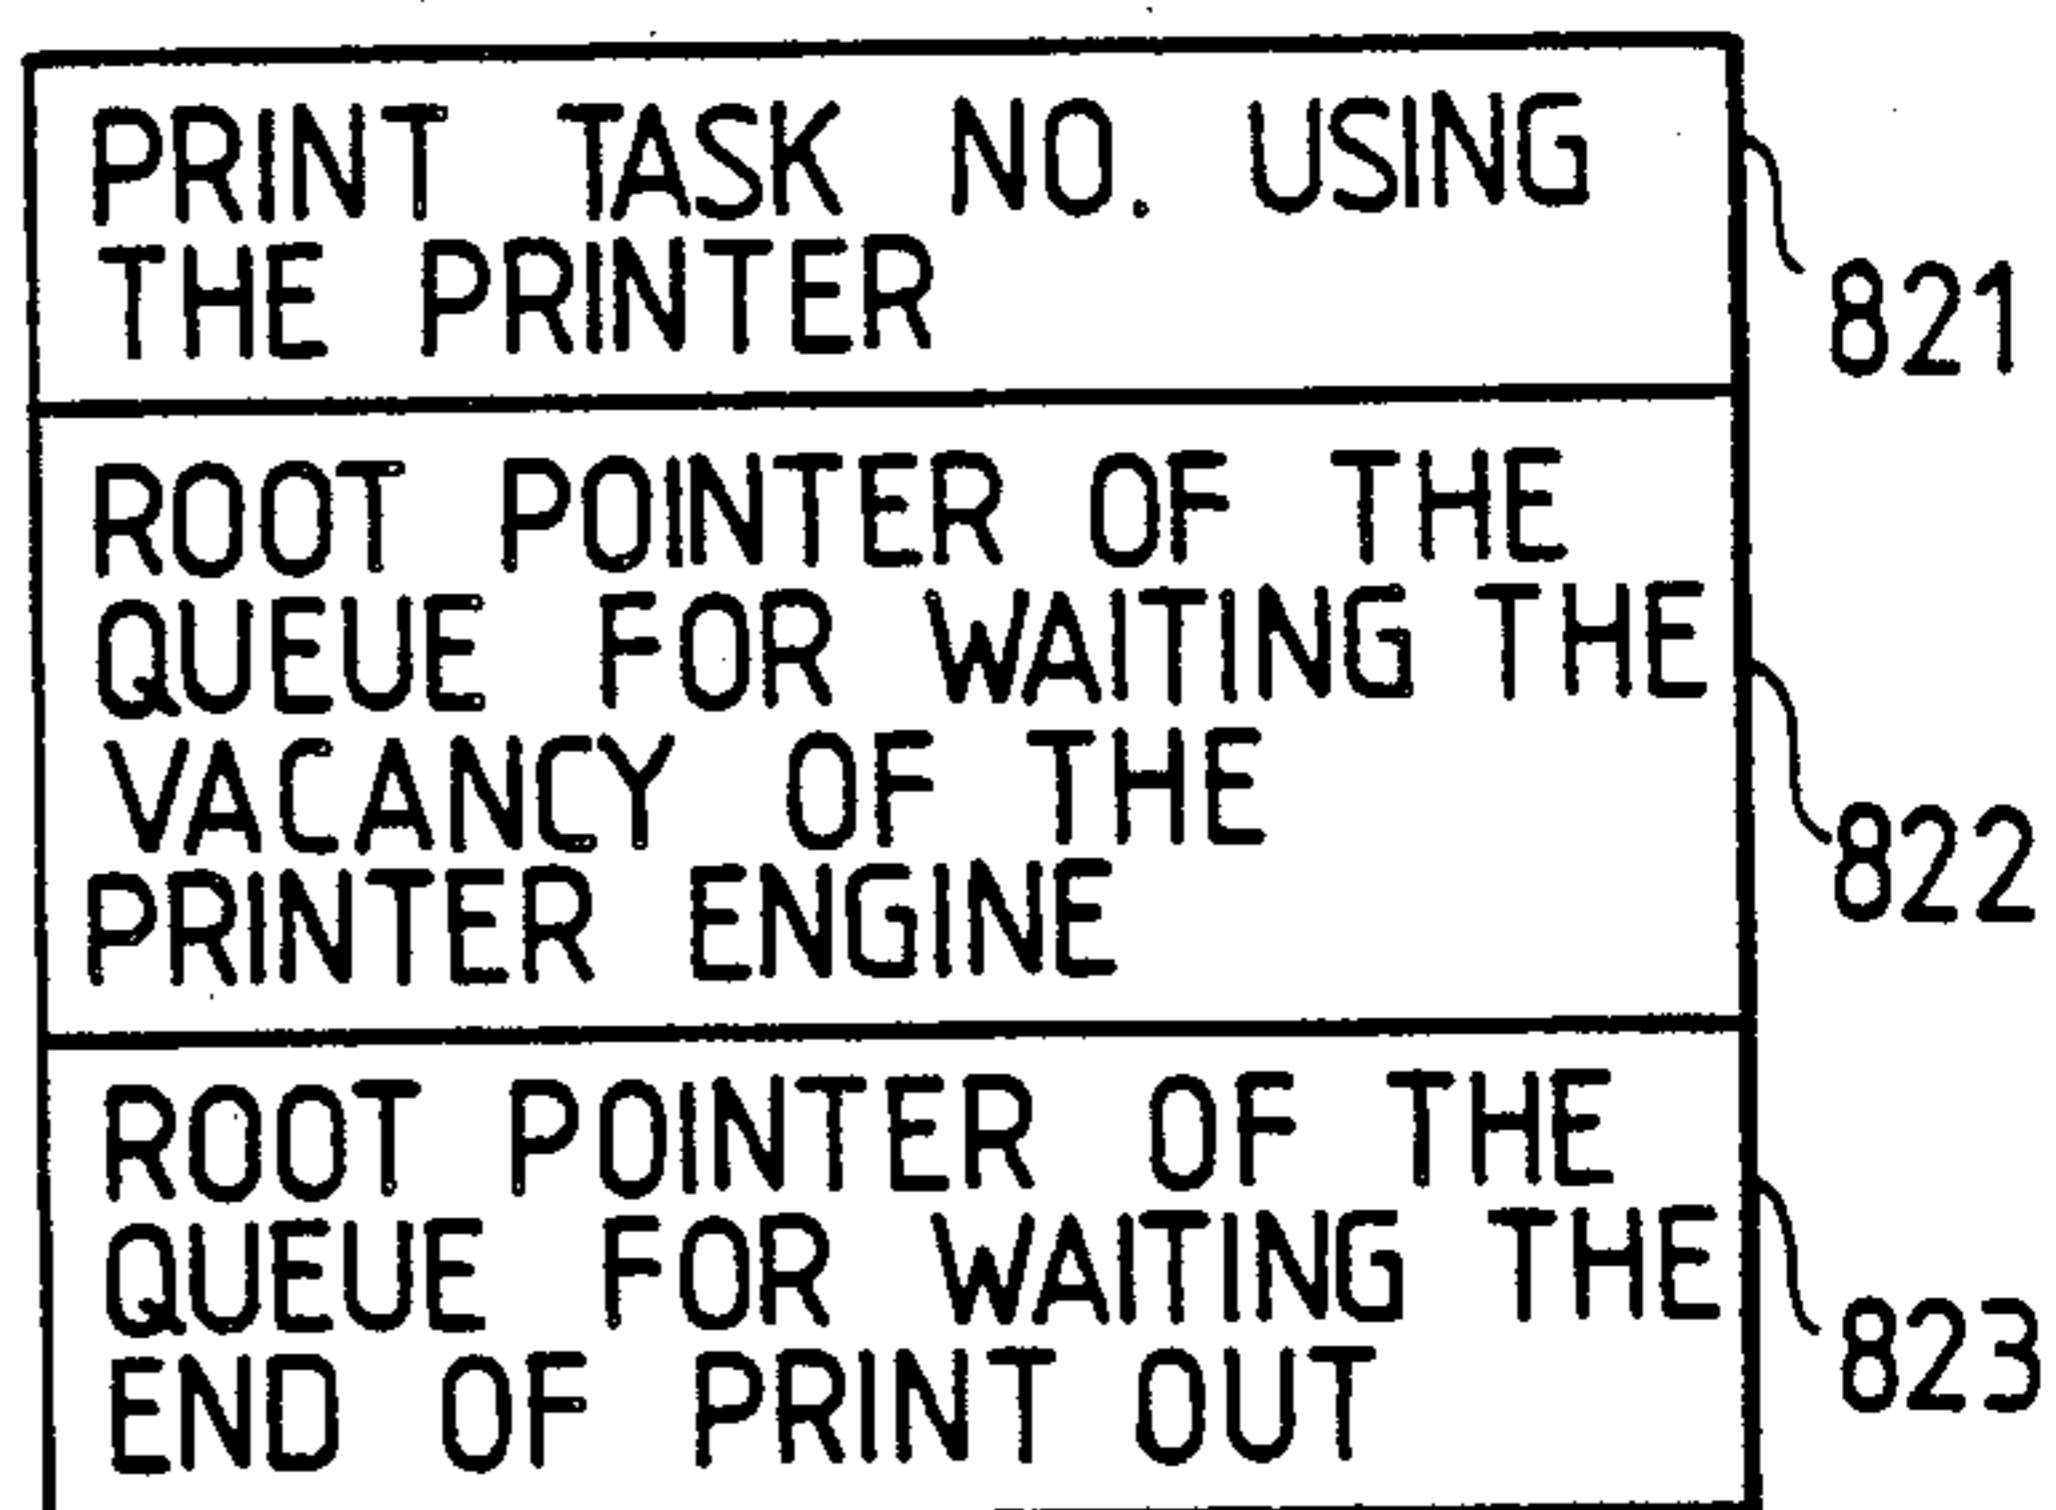 PRINT TASK NO. USING
THE PRINTER
821
ROOT POINTER OF THE
QUEUE FOR WAITING THE
VACANCY OF THE
PRINTER ENGINE
822
ROOT POINTER OF THE
QUEUE FOR WAITING THE
END OF PRINT OUT
823